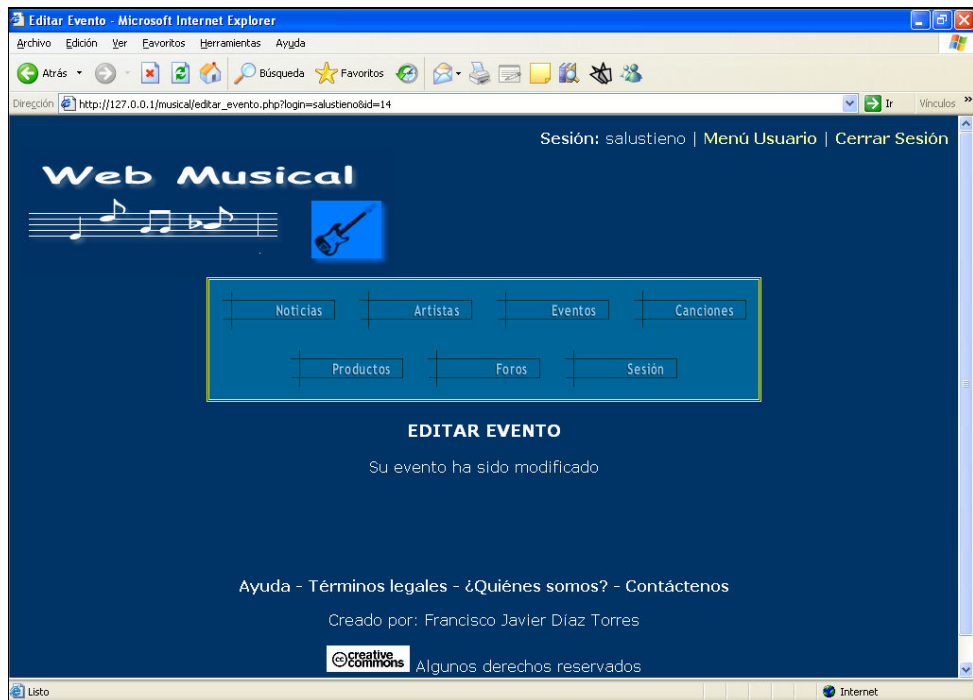 Editar Evento - Microsoft Internet Explorer
Archivo Edición Ver Favoritos Herramientas Ayuda
Atrás Búsqueda Favoritos
Dirección http://127.0.0.1/musical/editar_evento.php?login=salustieno&id=14 Ir Vínculos »
Sesión: salustieno | Menú Usuario | Cerrar Sesión
Web Musical
Noticias Artistas Eventos Canciones
Productos Foros Sesión
EDITAR EVENTO
Su evento ha sido modificado
Ayuda - Términos legales - ¿Quiénes somos? - Contáctenos
Creado por: Francisco Javier Díaz Torres
cc creative commons Algunos derechos reservados
Listo Internet